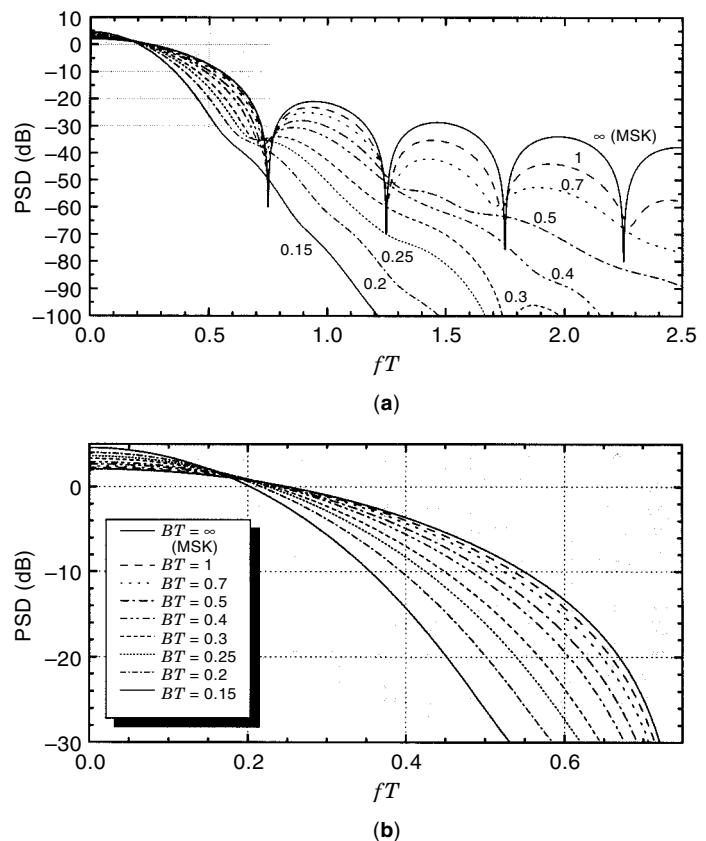 10
0
−10
−20
−30
−40
−50
−60
−70
−80
−90
−100
PSD (dB)
∞ (MSK)
1
0.7
0.5
0.4
0.3
0.25
0.2
0.15
0.0 0.5 1.0 1.5 2.0 2.5
fT
(a)
0
−10
−20
−30
PSD (dB)
BT = ∞
(MSK)
BT = 1
BT = 0.7
BT = 0.5
BT = 0.4
BT = 0.3
BT = 0.25
BT = 0.2
BT = 0.15
0.0 0.2 0.4 0.6
fT
(b)